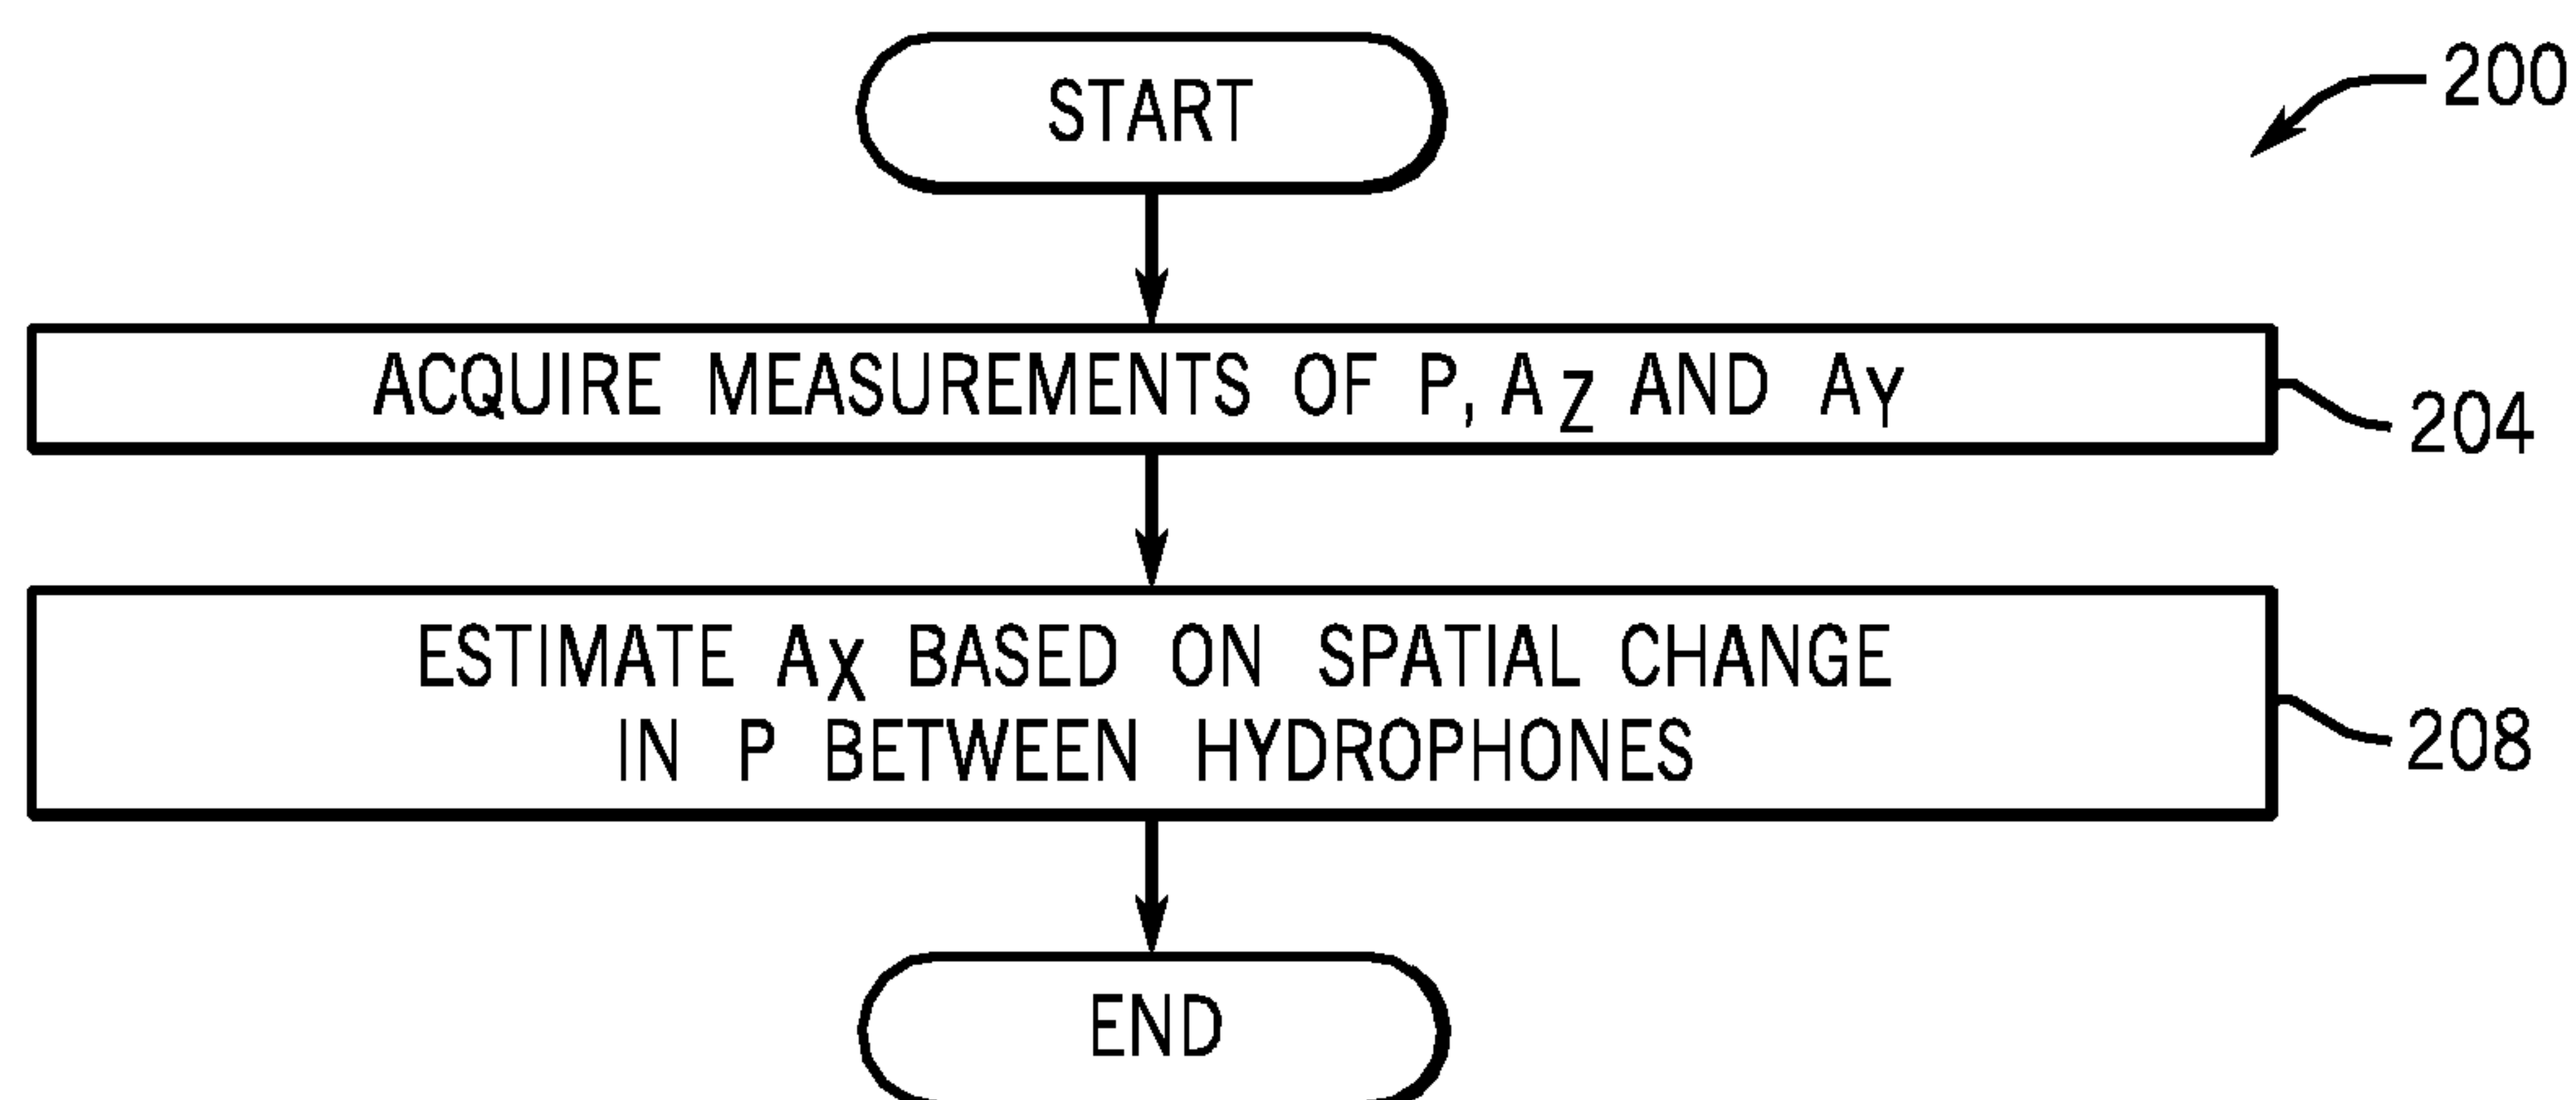 START
200
ACQUIRE MEASUREMENTS OF P, AZ AND AY
204
ESTIMATE AX BASED ON SPATIAL CHANGE
IN P BETWEEN HYDROPHONES
208
END